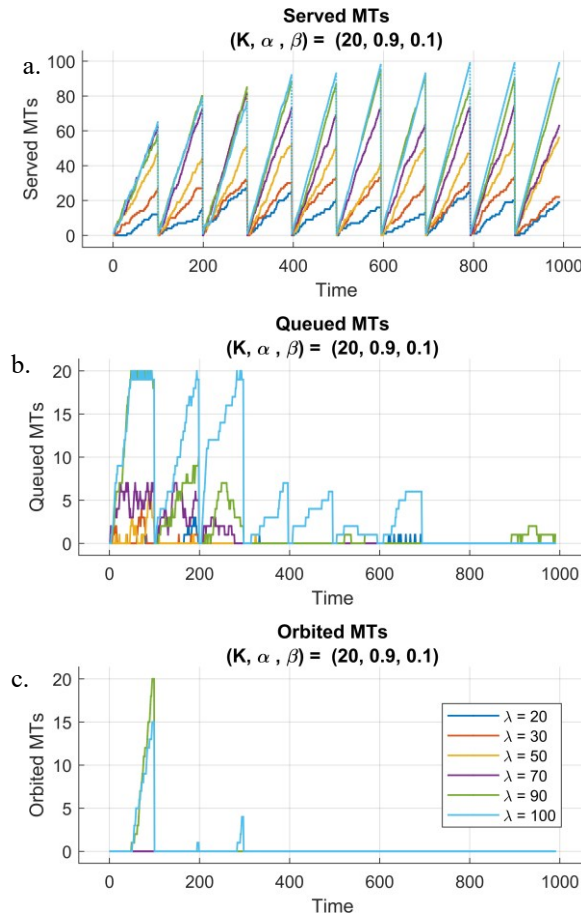 a.
Served MTs
(K, α , β) = (20, 0.9, 0.1)
100
80
60
40
20
0
Served MTs
0
200
400
600
800
1000
Time
b.
Queued MTs
(K, α , β) = (20, 0.9, 0.1)
20
15
10
5
0
Queued MTs
0
200
400
600
800
1000
Time
c.
Orbited MTs
(K, α , β) = (20, 0.9, 0.1)
20
15
10
5
0
Orbited MTs
λ = 20
λ = 30
λ = 50
λ = 70
λ = 90
λ = 100
0
200
400
600
800
1000
Time